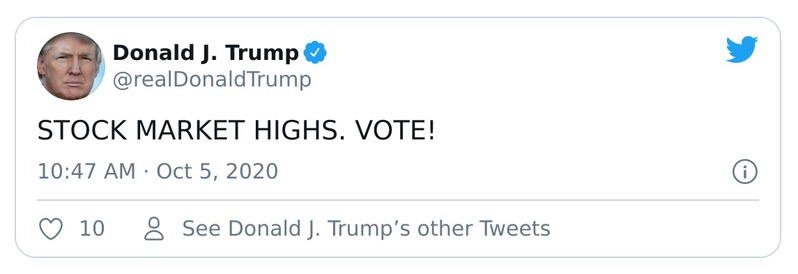 Donald J. Trump
@realDonaldTrump
STOCK MARKET HIGHS. VOTE!
10:47 AM · Oct 5, 2020
10 See Donald J. Trump’s other Tweets